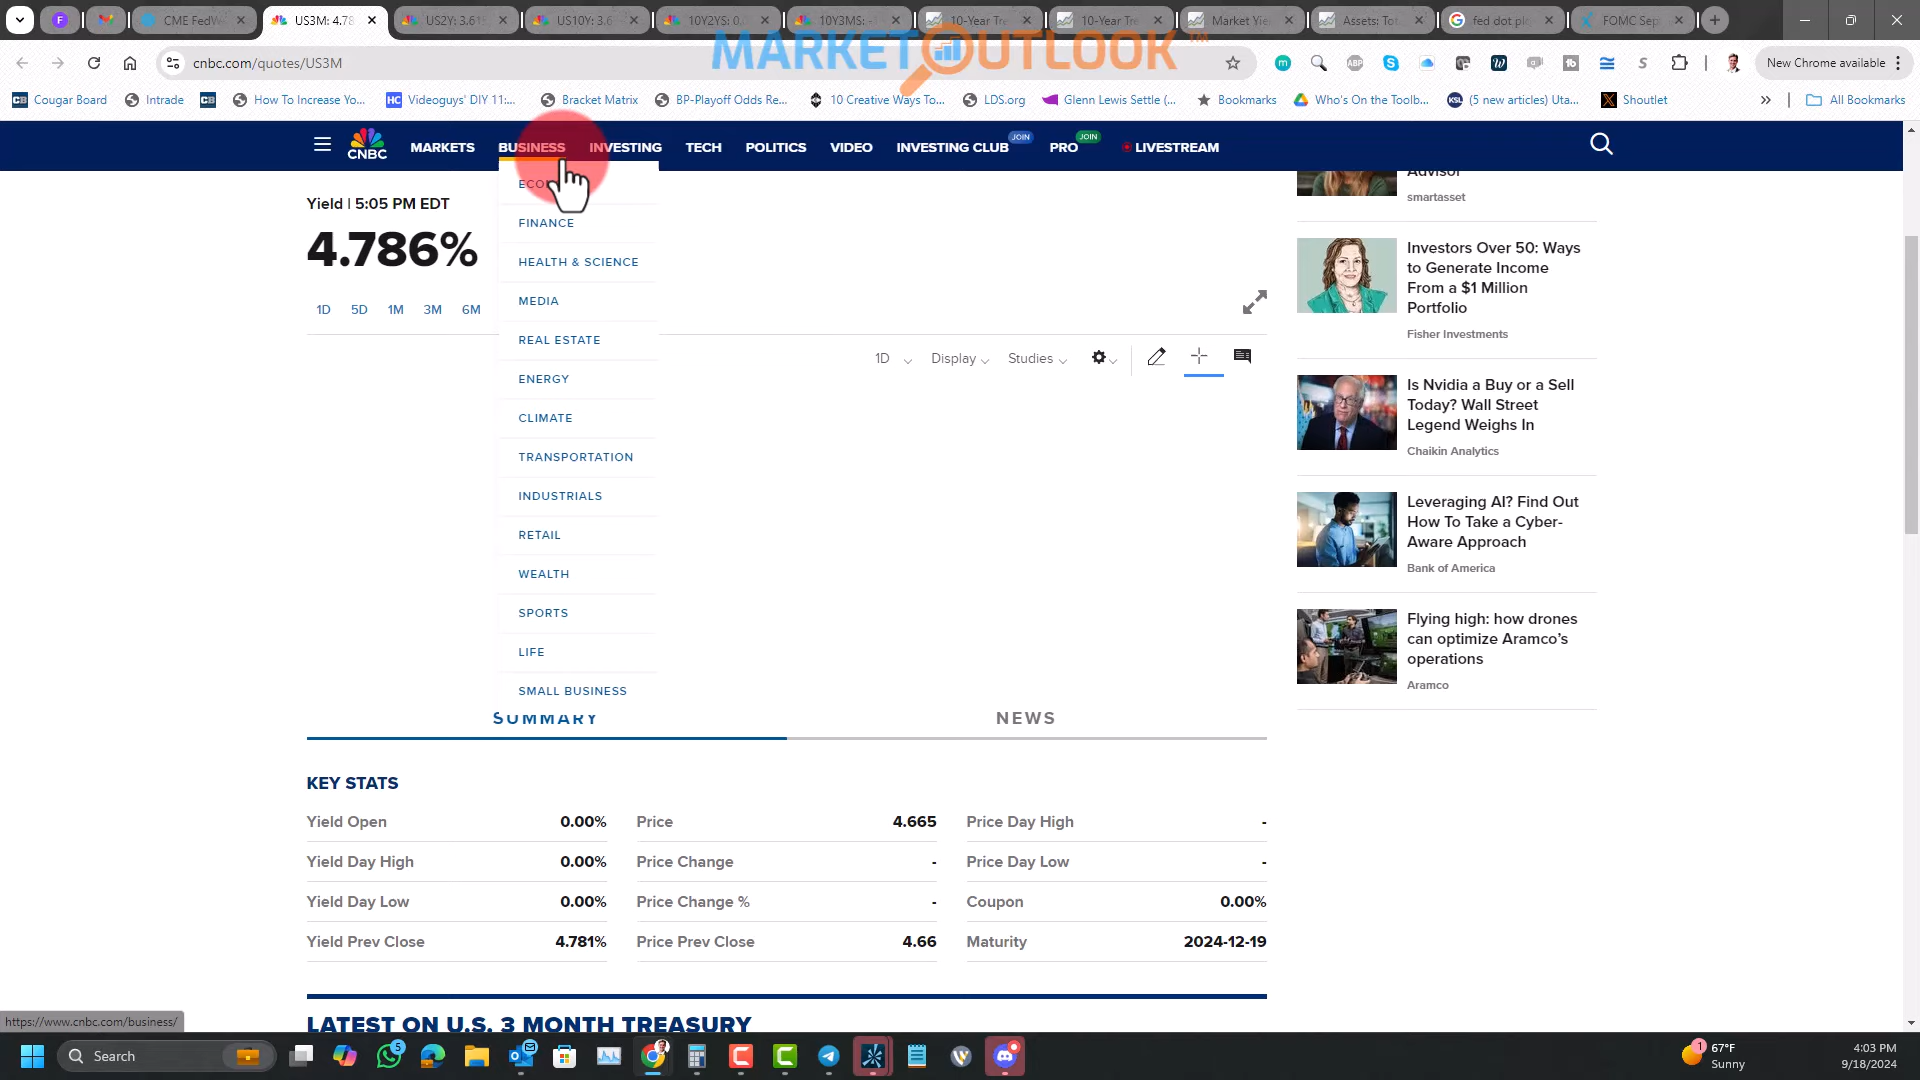 CME FedW
US3M: 4.78
US2Y: 3.61
US10Y: 3.6
10Y2YS: 0.
10Y3MS: -
10-Year Tre
10-Year Tre
Market Yie
Assets: Tot
fed dot plo
FOMC Sep
MARKET OUTLOOK™
cnbc.com/quotes/US3M
New Chrome available
Cougar Board
Intrade
How To Increase Yo...
Videoguys' DIY 11:...
Bracket Matrix
BP-Playoff Odds Re...
10 Creative Ways To...
LDS.org
Glenn Lewis Settle (...
Bookmarks
Who's On the Toolb...
(5 new articles) Uta...
Shoutlet
All Bookmarks
CNBC
MARKETS
BUSINESS
INVESTING
TECH
POLITICS
VIDEO
INVESTING CLUB
JOIN
PRO
JOIN
LIVESTREAM
ECON
FINANCE
HEALTH & SCIENCE
MEDIA
REAL ESTATE
ENERGY
CLIMATE
TRANSPORTATION
INDUSTRIALS
RETAIL
WEALTH
SPORTS
LIFE
SMALL BUSINESS
Yield | 5:05 PM EDT
4.786%
1D 5D 1M 3M 6M
1D Display Studies
Advisor
smartasset
Investors Over 50: Ways
to Generate Income
From a $1 Million
Portfolio
Fisher Investments
Is Nvidia a Buy or a Sell
Today? Wall Street
Legend Weighs In
Chaikin Analytics
Leveraging AI? Find Out
How To Take a Cyber-
Aware Approach
Bank of America
Flying high: how drones
can optimize Aramco's
operations
Aramco
SUMMARY
NEWS
KEY STATS
Yield Open 0.00% Price 4.665 Price Day High -
Yield Day High 0.00% Price Change - Price Day Low -
Yield Day Low 0.00% Price Change % - Coupon 0.00%
Yield Prev Close 4.781% Price Prev Close 4.66 Maturity 2024-12-19
LATEST ON U.S. 3 MONTH TREASURY
https://www.cnbc.com/business/
Search
5
1
67°F
Sunny
4:03 PM
9/18/2024